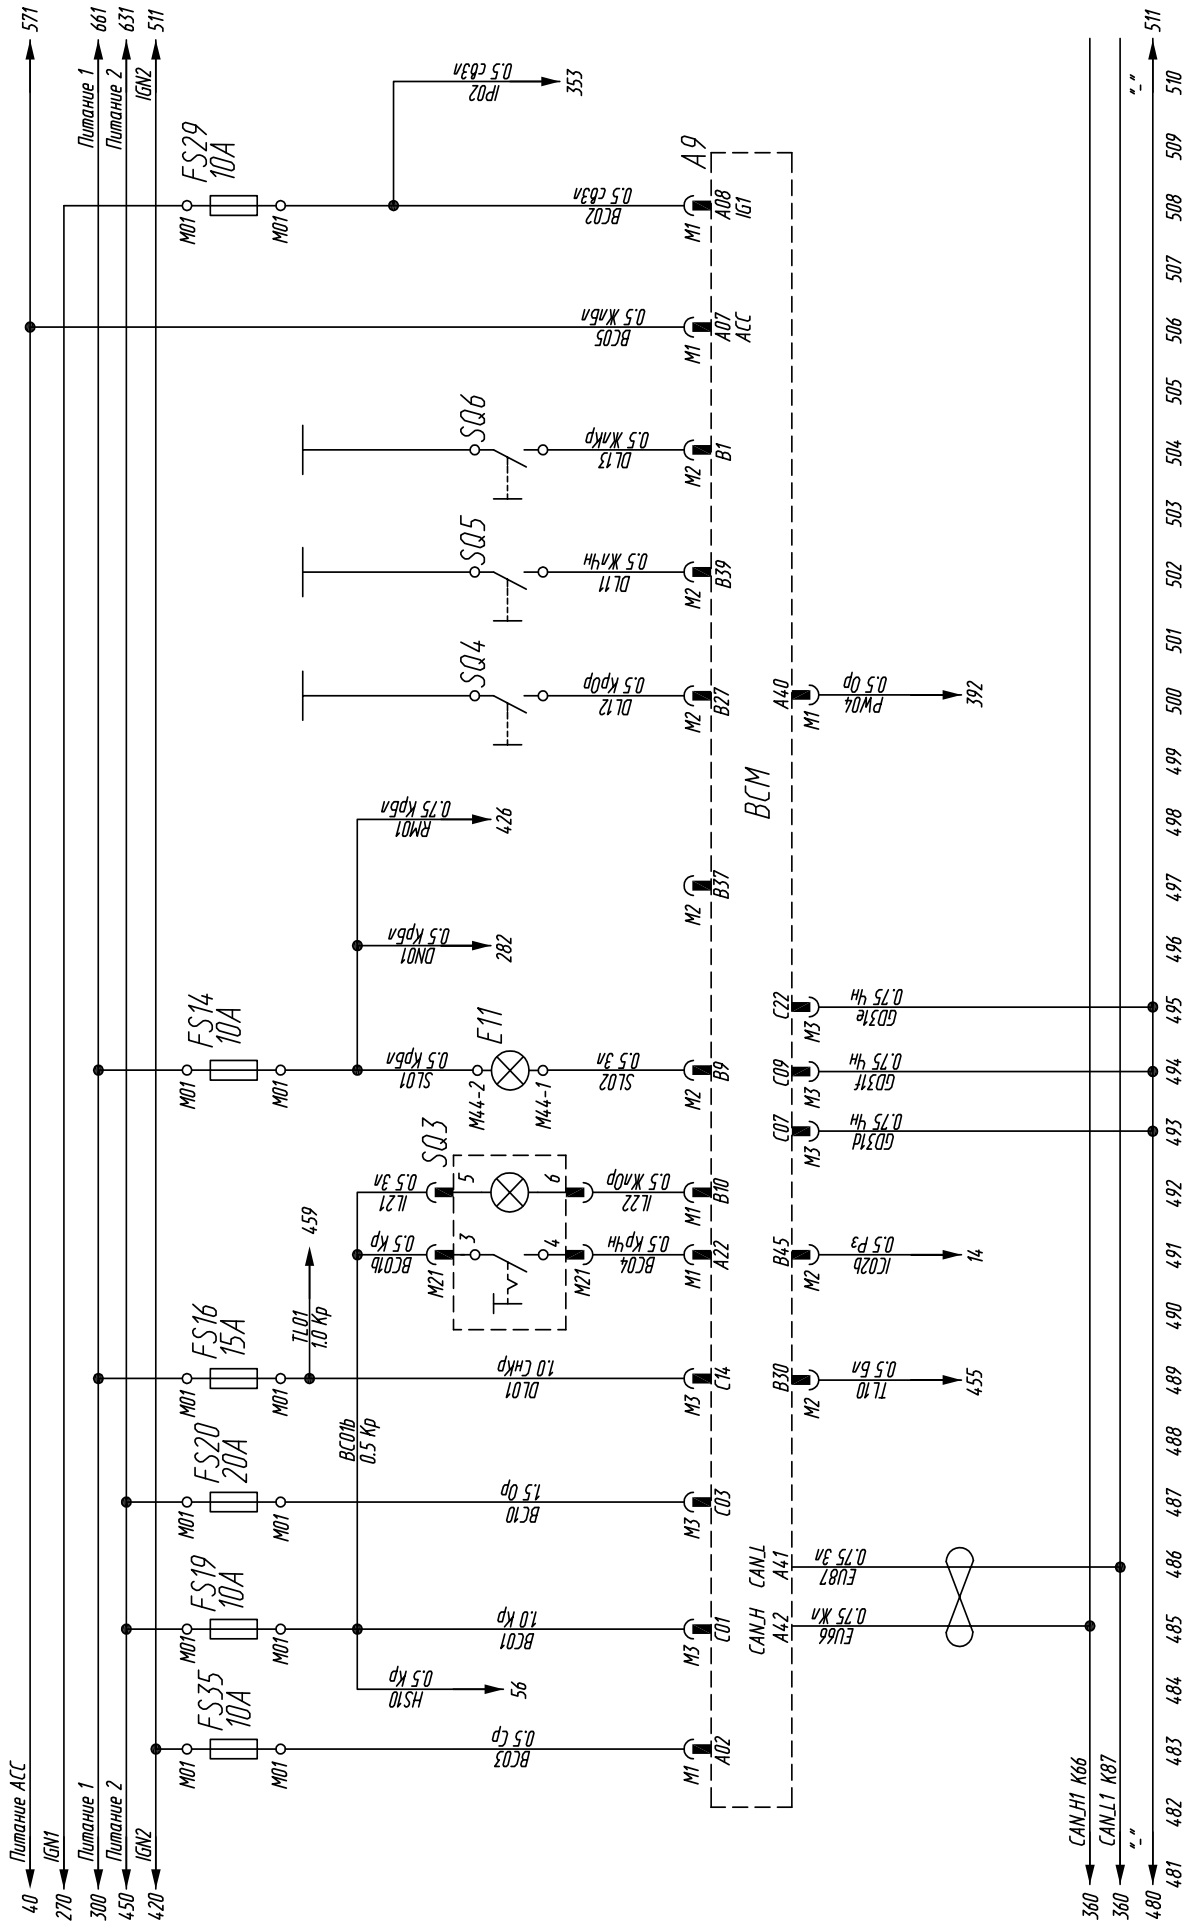 40
Питание ACC
571
270
IGN1
300
Питание 1
Питание 1
661
450
Питание 2
Питание 2
631
420
IGN2
IGN2
511
FS35
10A
M01
M01
BC03
0.5 Ср
M1
A02
FS19
10A
M01
M01
HS10
0.5 Кр
56
BC01
1.0 Кр
M3
C01
FS20
20A
M01
M01
BC10
1.5 Ор
M3
C03
BC01b
0.5 Кр
FS16
15A
M01
M01
TL01
1.0 Кр
459
DL01
1.0 СнКр
M3
C14
BC01b
0.5 Кр
IL21
0.5 Зл
SQ3
M21
3
5
4
6
M21
BC04
0.5 КрЧн
IL22
0.5 ЖлОр
M1
A22
M1
B10
FS14
10A
M01
M01
SL01
0.5 КрБл
M44-2
E11
M44-1
SL02
0.5 Зл
M2
B9
DN01
0.5 КрБл
282
RM01
0.75 КрБл
426
M2
B37
SQ4
DL12
0.5 КрОр
M2
B27
SQ5
DL11
0.5 ЖлЧн
M2
B39
SQ6
DL13
0.5 ЖлКр
M2
B1
BC05
0.5 ЖлБл
M1
A07
ACC
FS29
10A
M01
M01
IP02
0.5 свЗл
353
BC02
0.5 свЗл
M1
A08
IG1
A9
BCM
CAN_H
A42
EU66
0.75 Жл
CAN_L
A41
EU87
0.75 Зл
B30
M2
TL10
0.5 Бл
455
B45
M2
IC02b
0.5 Рз
14
C07
M3
GD31d
0.75 Чн
C09
M3
GD31f
0.75 Чн
C22
M3
GD31e
0.75 Чн
A40
M1
PW04
0.5 Ор
392
360
CAN_H1 K66
360
CAN_L1 K87
480
"-"
"-"
511
481 482 483 484 485 486 487 488 489 490 491 492 493 494 495 496 497 498 499 500 501 502 503 504 505 506 507 508 509 510